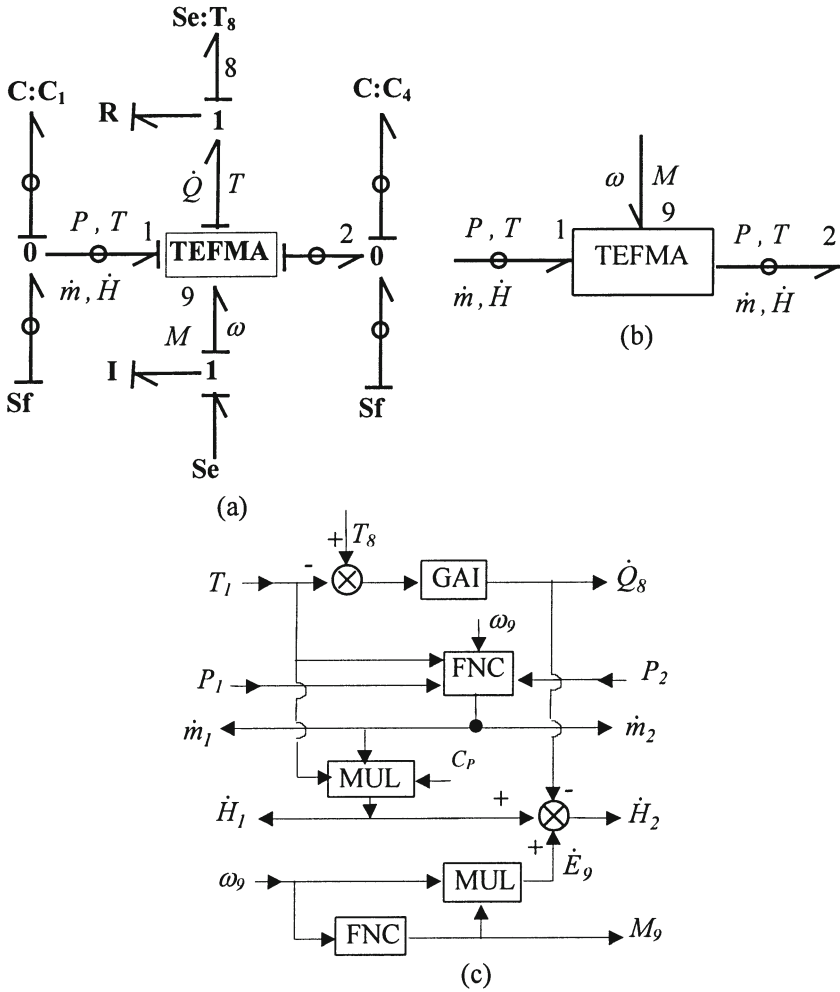 Se:T₈
8
C:C₁
C:C₄
R
1
Q̇
T
P , T
1
TEFMA
2
0
0
ṁ , Ḣ
9
M
ω
I
1
Sf
Sf
Se
(a)
ω
M
9
P , T
1
TEFMA
P , T
2
ṁ , Ḣ
ṁ , Ḣ
(b)
+
T₈
-
T₁
GAI
Q̇₈
ω₉
FNC
P₁
P₂
ṁ₁
ṁ₂
C_P
MUL
-
Ḣ₁
+
Ḣ₂
+
Ė₉
ω₉
MUL
FNC
M₉
(c)